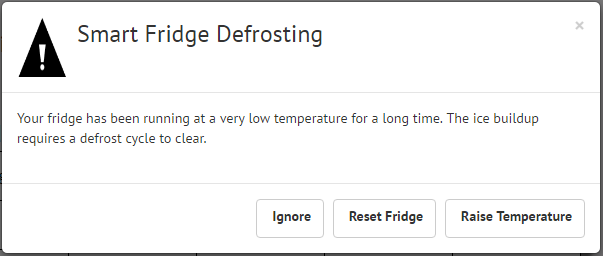 Smart Fridge Defrosting
×
Your fridge has been running at a very low temperature for a long time. The ice buildup
requires a defrost cycle to clear.
Ignore
Reset Fridge
Raise Temperature